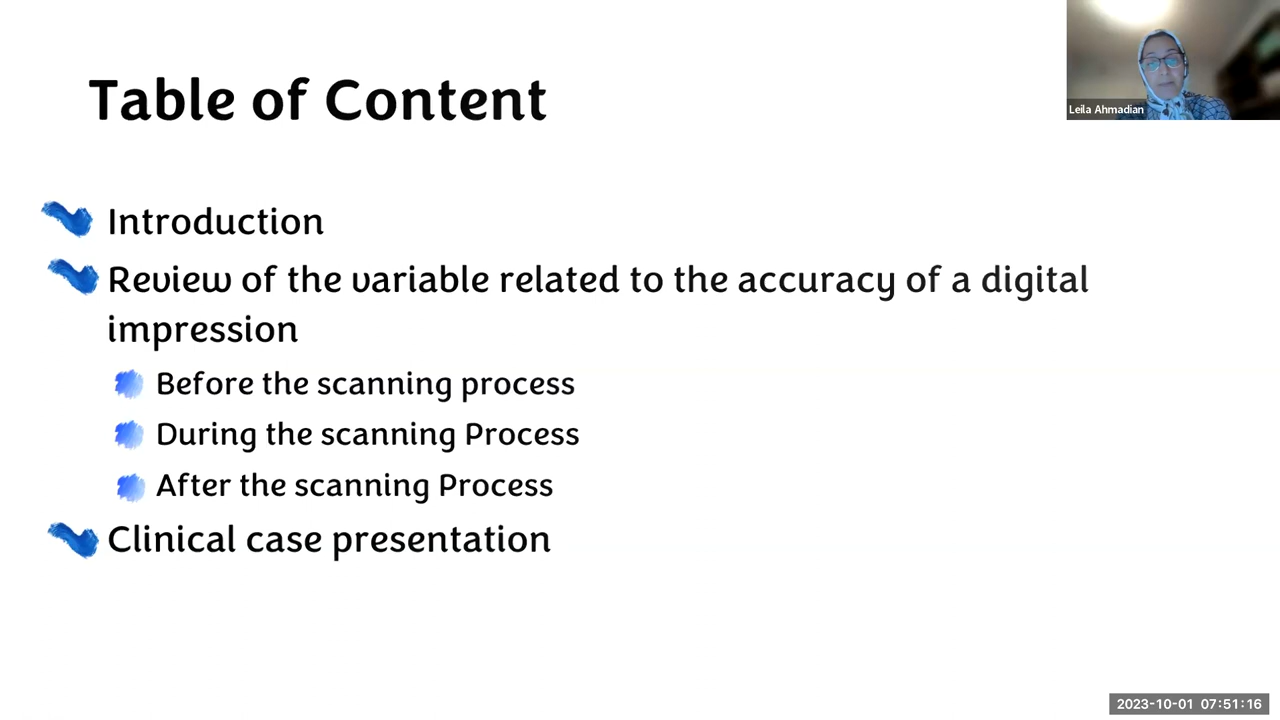 Table of Content
Leila Ahmadian
Introduction
Review of the variable related to the accuracy of a digital
impression
Before the scanning process
During the scanning Process
After the scanning Process
Clinical case presentation
2023-10-01 07:51:16